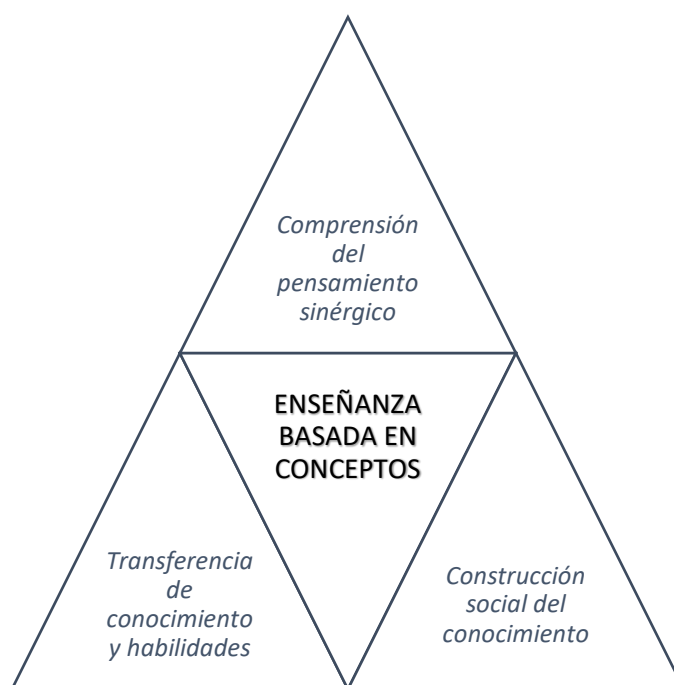 Comprensión
del
pensamiento
sinérgico
ENSEÑANZA
BASADA EN
CONCEPTOS
Transferencia
de
conocimiento
y habilidades
Construcción
social del
conocimiento